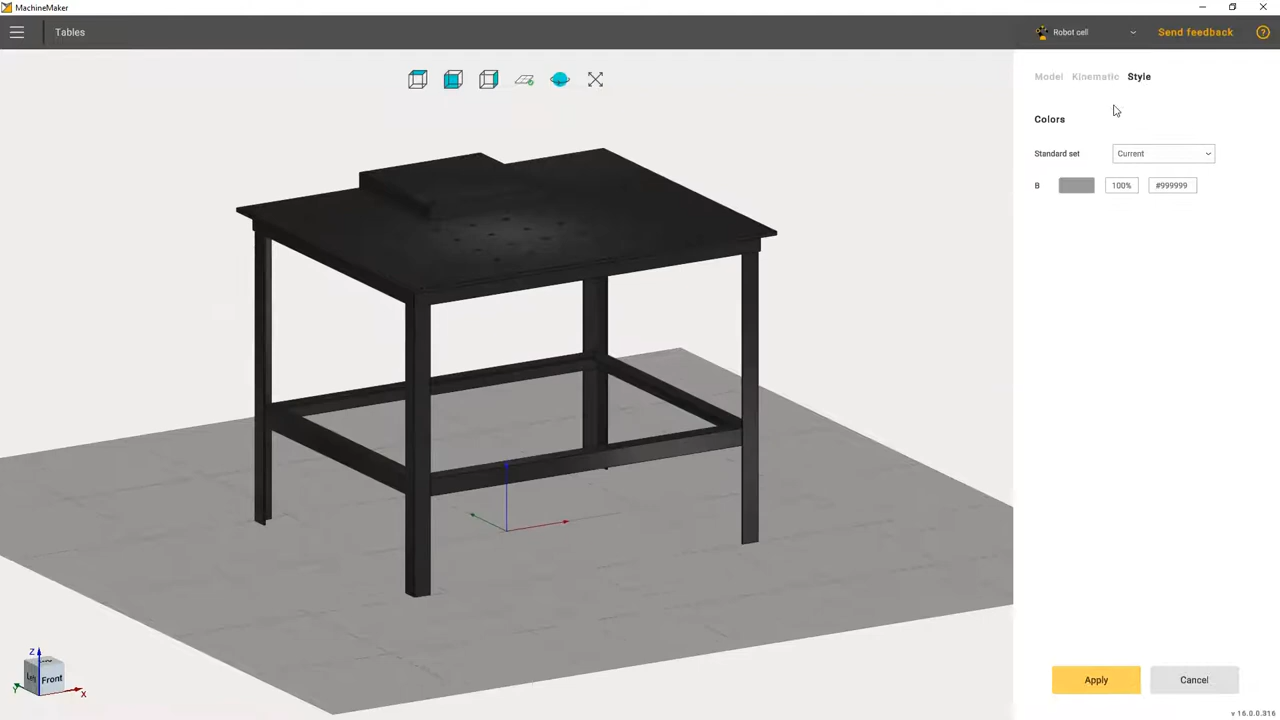 MachineMaker
Tables
Robot cell
Send feedback
?
Model Kinematic Style
Colors
Standard set Current
B 100% #999999
Z
Left Front
Y
X
Apply Cancel
v 16.0.0.316